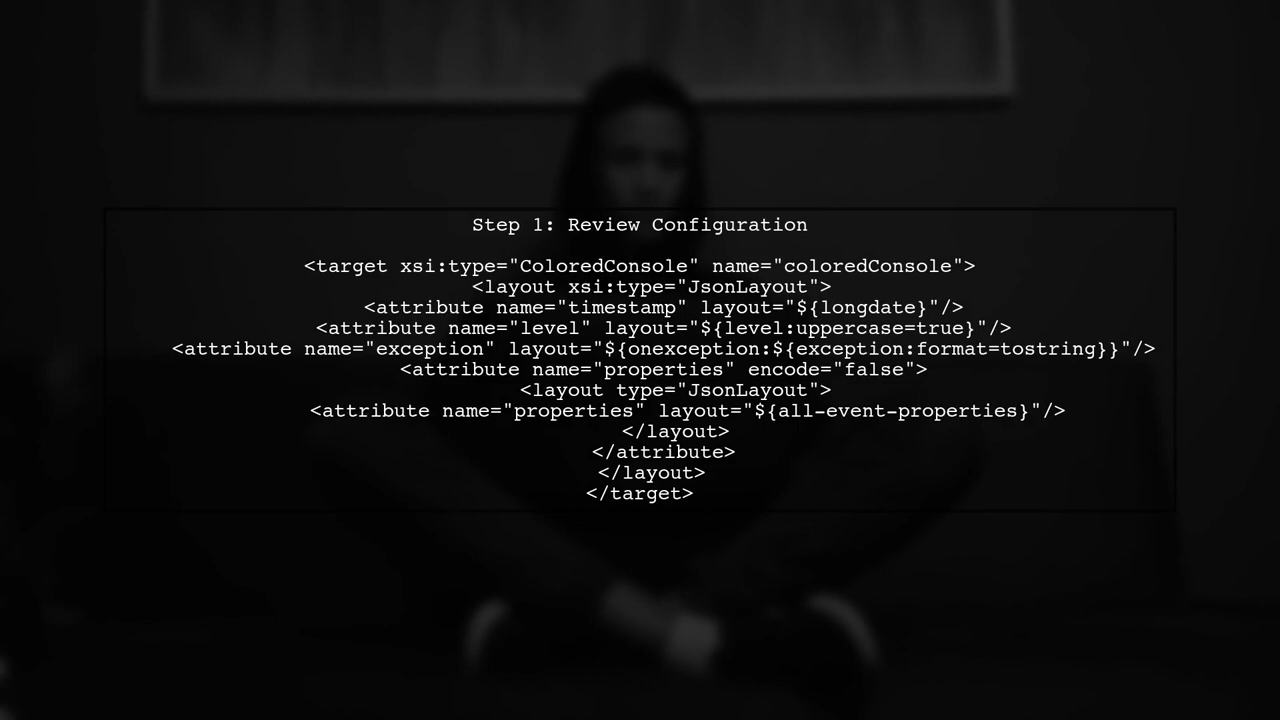 Step 1: Review Configuration
<target xsi:type="ColoredConsole" name="coloredConsole">
<layout xsi:type="JsonLayout">
<attribute name="timestamp" layout="${longdate}"/>
<attribute name="level" layout="${level:uppercase=true}"/>
<attribute name="exception" layout="${onexception:${exception:format=tostring}}"/>
<attribute name="properties" encode="false">
<layout type="JsonLayout">
<attribute name="properties" layout="${all-event-properties}"/>
</layout>
</attribute>
</layout>
</target>